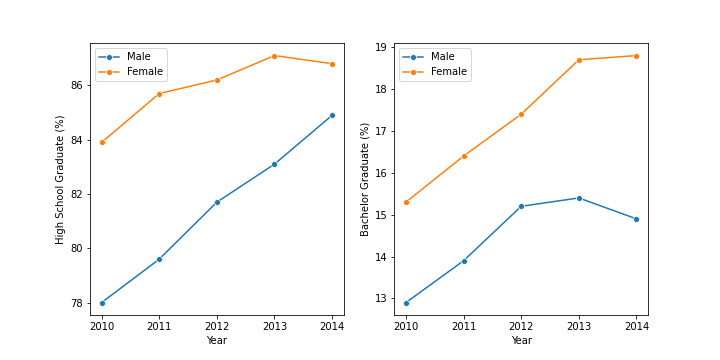 Male
Female
High School Graduate (%)
86
84
82
80
78
2010 2011 2012 2013 2014
Year
Male
Female
Bachelor Graduate (%)
19
18
17
16
15
14
13
2010 2011 2012 2013 2014
Year